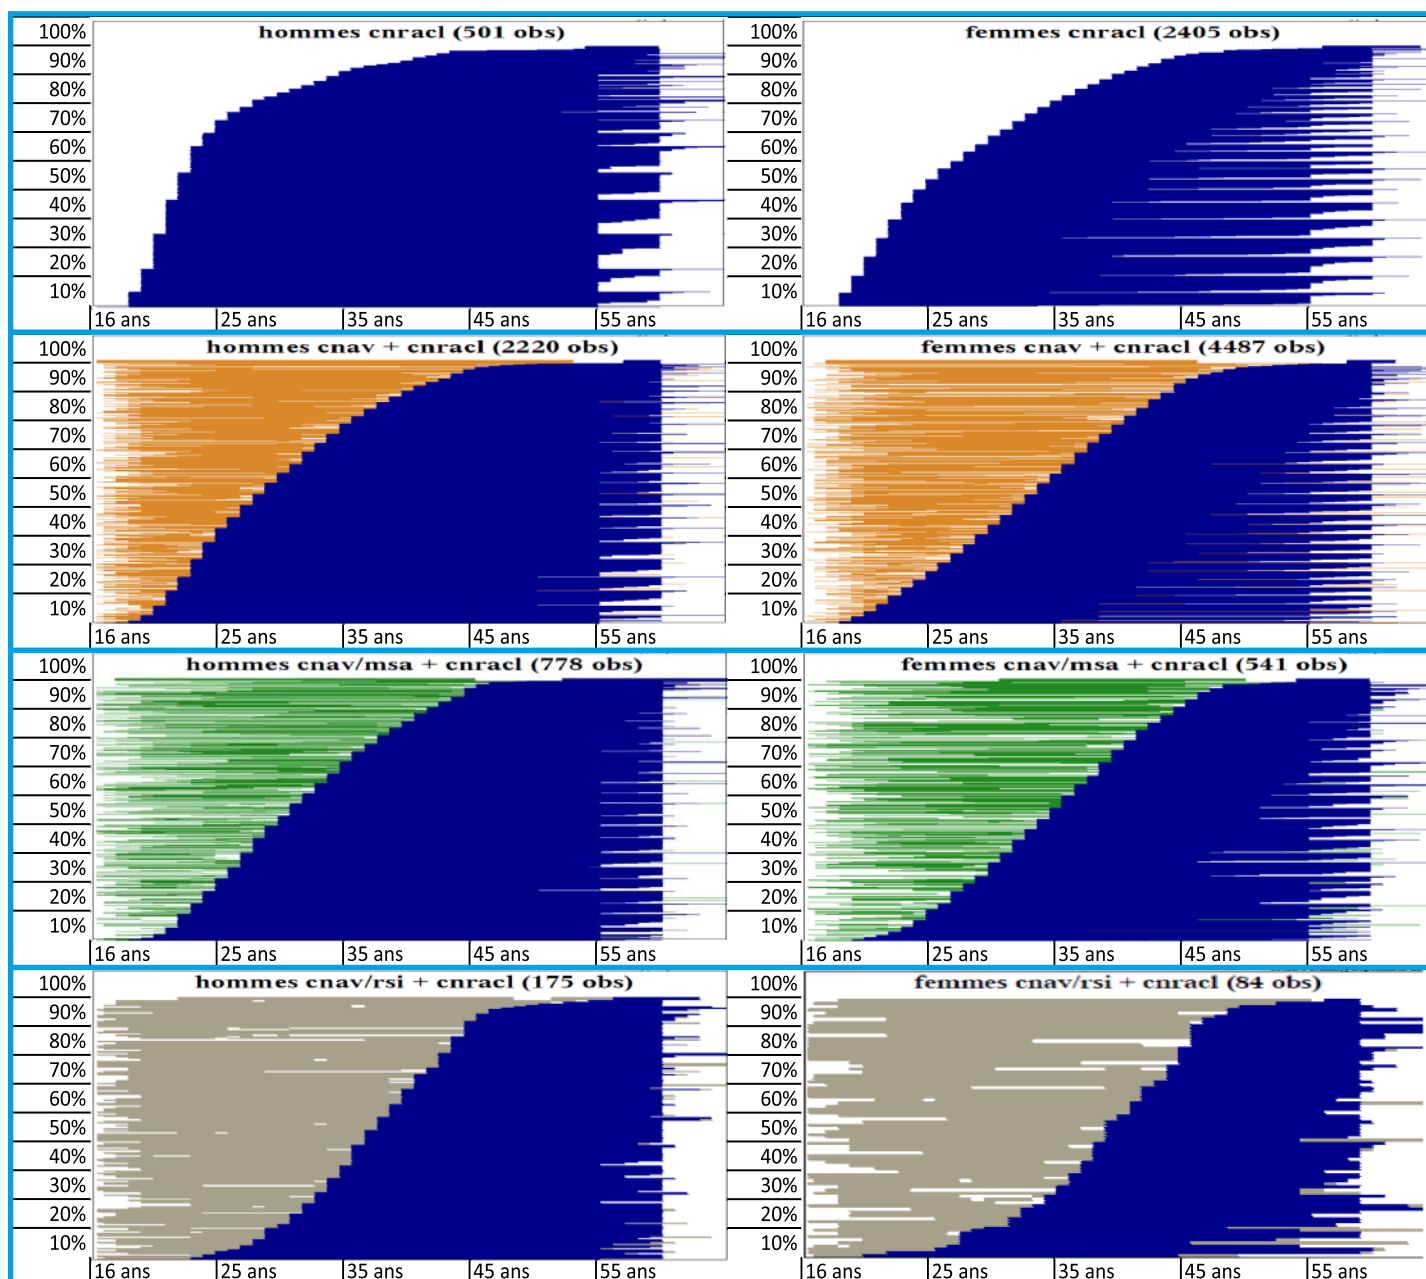 hommes cnracl (501 obs)
100%
90%
80%
70%
60%
50%
40%
30%
20%
10%
16 ans
25 ans
35 ans
45 ans
55 ans
femmes cnracl (2405 obs)
100%
90%
80%
70%
60%
50%
40%
30%
20%
10%
16 ans
25 ans
35 ans
45 ans
55 ans
hommes cnav + cnracl (2220 obs)
100%
90%
80%
70%
60%
50%
40%
30%
20%
10%
16 ans
25 ans
35 ans
45 ans
55 ans
femmes cnav + cnracl (4487 obs)
100%
90%
80%
70%
60%
50%
40%
30%
20%
10%
16 ans
25 ans
35 ans
45 ans
55 ans
hommes cnav/msa + cnracl (778 obs)
100%
90%
80%
70%
60%
50%
40%
30%
20%
10%
16 ans
25 ans
35 ans
45 ans
55 ans
femmes cnav/msa + cnracl (541 obs)
100%
90%
80%
70%
60%
50%
40%
30%
20%
10%
16 ans
25 ans
35 ans
45 ans
55 ans
hommes cnav/rsi + cnracl (175 obs)
100%
90%
80%
70%
60%
50%
40%
30%
20%
10%
16 ans
25 ans
35 ans
45 ans
55 ans
femmes cnav/rsi + cnracl (84 obs)
100%
90%
80%
70%
60%
50%
40%
30%
20%
10%
16 ans
25 ans
35 ans
45 ans
55 ans